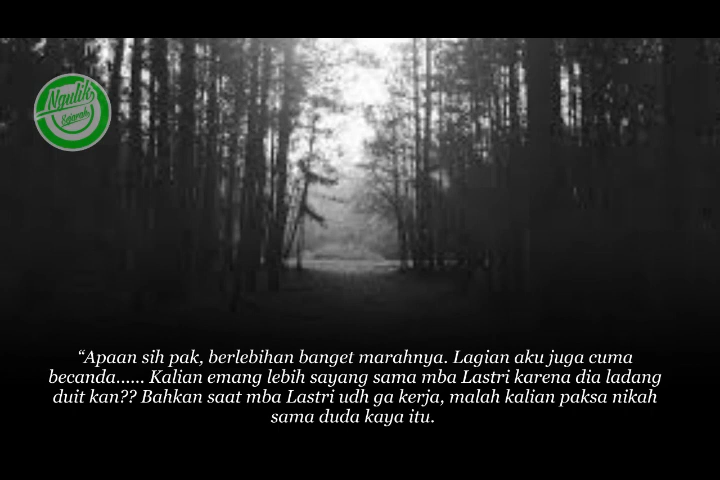 Ngulik
Sejarah
“Apaan sih pak, berlebihan banget marahnya. Lagian aku juga cuma
becanda...... Kalian emang lebih sayang sama mba Lastri karena dia ladang
duit kan?? Bahkan saat mba Lastri udh ga kerja, malah kalian paksa nikah
sama duda kaya itu.